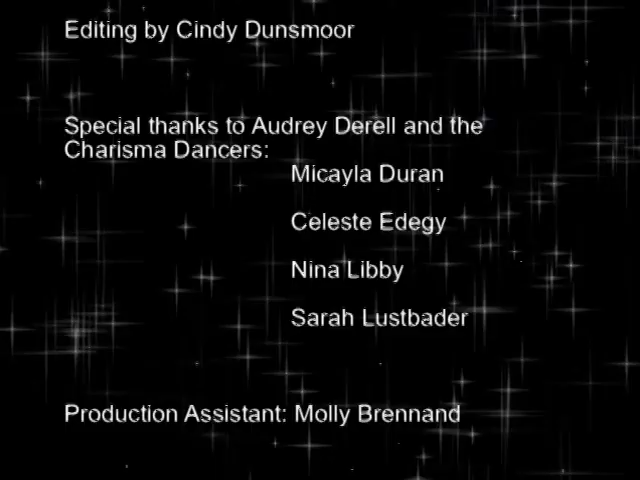 Editing by Cindy Dunsmoor
Special thanks to Audrey Derell and the
Charisma Dancers:
Micayla Duran
Celeste Edegy
Nina Libby
Sarah Lustbader
Production Assistant: Molly Brennand